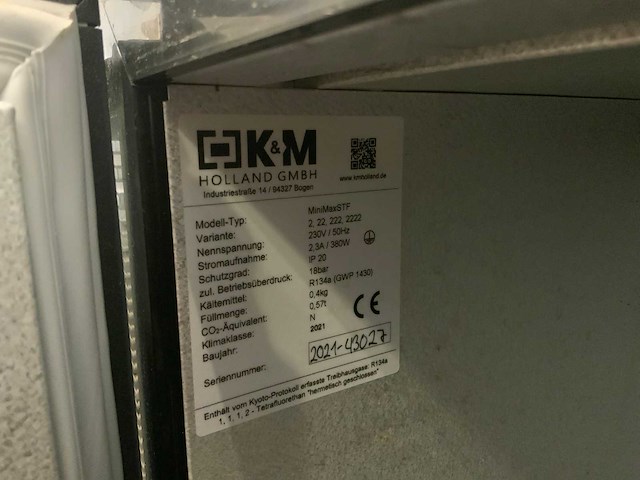 K&M
HOLLAND GMBH
Industriestraße 14 / 94327 Bogen
www.kmholland.de
Modell-Typ: MiniMaxSTF
Variante: 2, 22, 222, 2222
Nennspannung: 230V / 50Hz
Stromaufnahme: 2,3A / 380W
Schutzgrad: IP 20
zul. Betriebsüberdruck: 18bar
Kältemittel: R134a (GWP 1430)
Füllmenge: 0,4kg
CO₂-Äquivalent: 0,57t
Klimaklasse: N
Baujahr: 2021
CE
Seriennummer: 2021-43027
Enthält vom Kyoto-Protokoll erfasste Treibhausgase: R134a
1, 1, 1, 2 - Tetrafluorethan "hermetisch geschlossen"